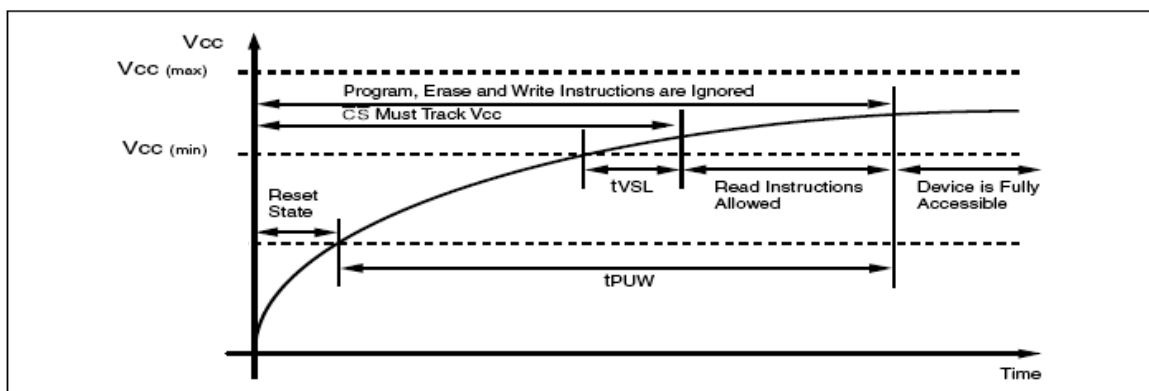 Vcc
Vcc (max)
Program, Erase and Write Instructions are Ignored
C̅S̅ Must Track Vcc
Vcc (min)
tVSL
Read Instructions
Allowed
Device is Fully
Accessible
Reset
State
tPUW
Time